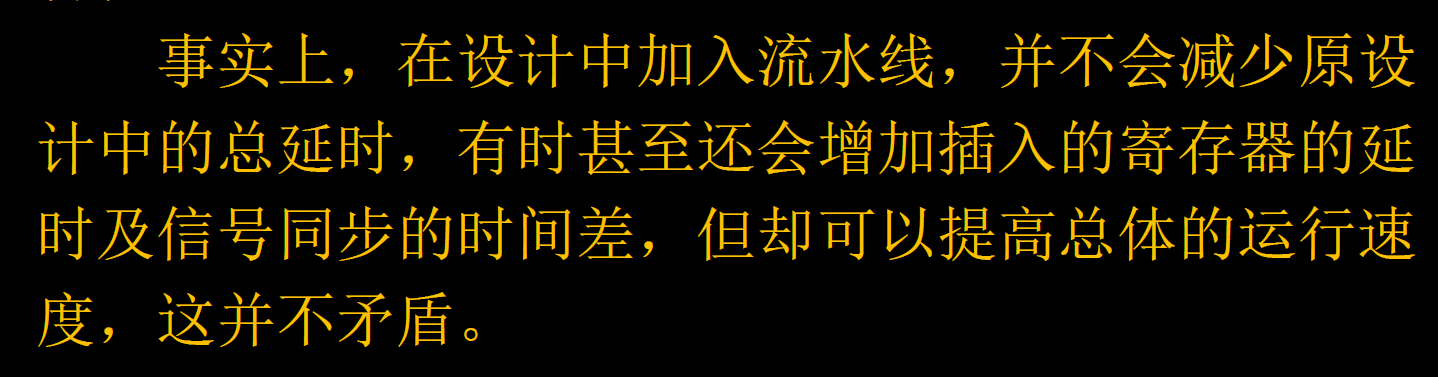 事实上，在设计中加入流水线，并不会减少原设
计中的总延时，有时甚至还会增加插入的寄存器的延
时及信号同步的时间差，但却可以提高总体的运行速
度，这并不矛盾。